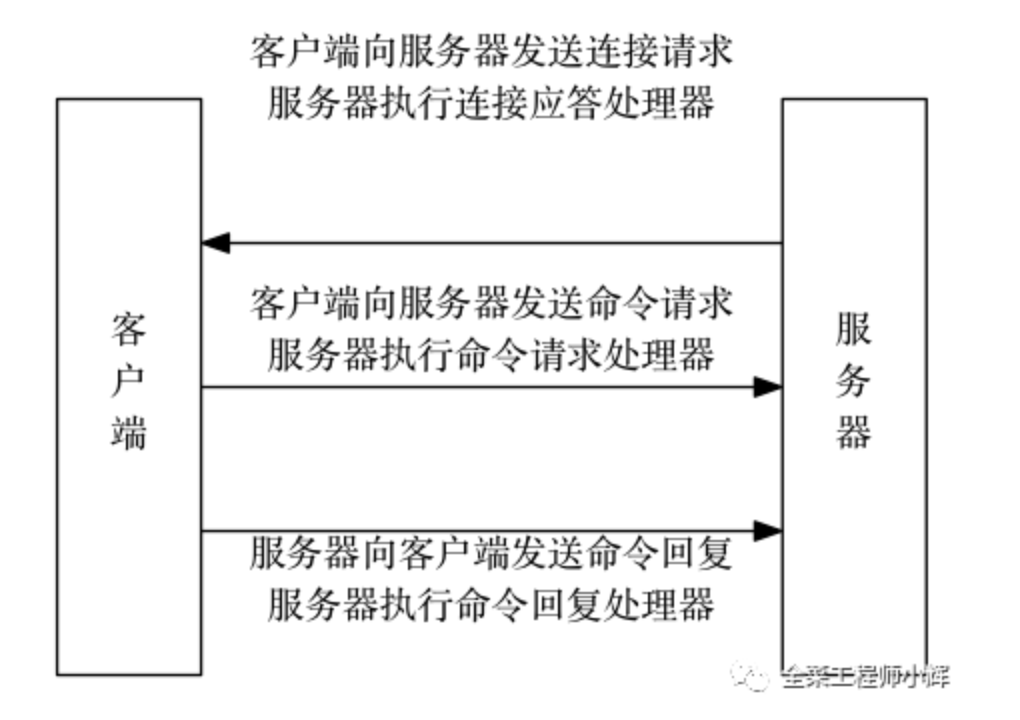 客户端向服务器发送连接请求
服务器执行连接应答处理器
客户端向服务器发送命令请求
服务器执行命令请求处理器
客户端
服务器
服务器向客户端发送命令回复
服务器执行命令回复处理器
全菜工程师小辉